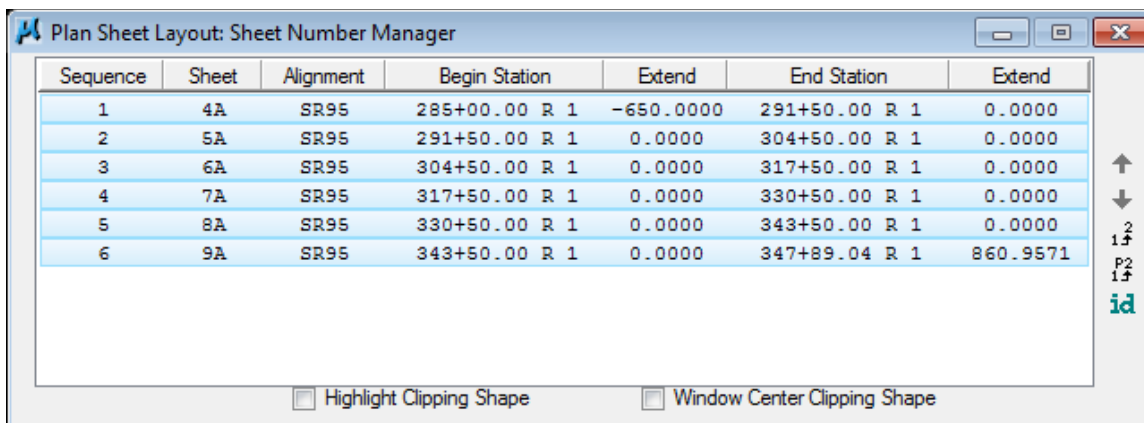 Plan Sheet Layout: Sheet Number Manager
Sequence Sheet Alignment Begin Station Extend End Station Extend
1 4A SR95 285+00.00 R 1 -650.0000 291+50.00 R 1 0.0000
2 5A SR95 291+50.00 R 1 0.0000 304+50.00 R 1 0.0000
3 6A SR95 304+50.00 R 1 0.0000 317+50.00 R 1 0.0000
4 7A SR95 317+50.00 R 1 0.0000 330+50.00 R 1 0.0000
5 8A SR95 330+50.00 R 1 0.0000 343+50.00 R 1 0.0000
6 9A SR95 343+50.00 R 1 0.0000 347+89.04 R 1 860.9571
1 2
P2 1
id
Highlight Clipping Shape Window Center Clipping Shape